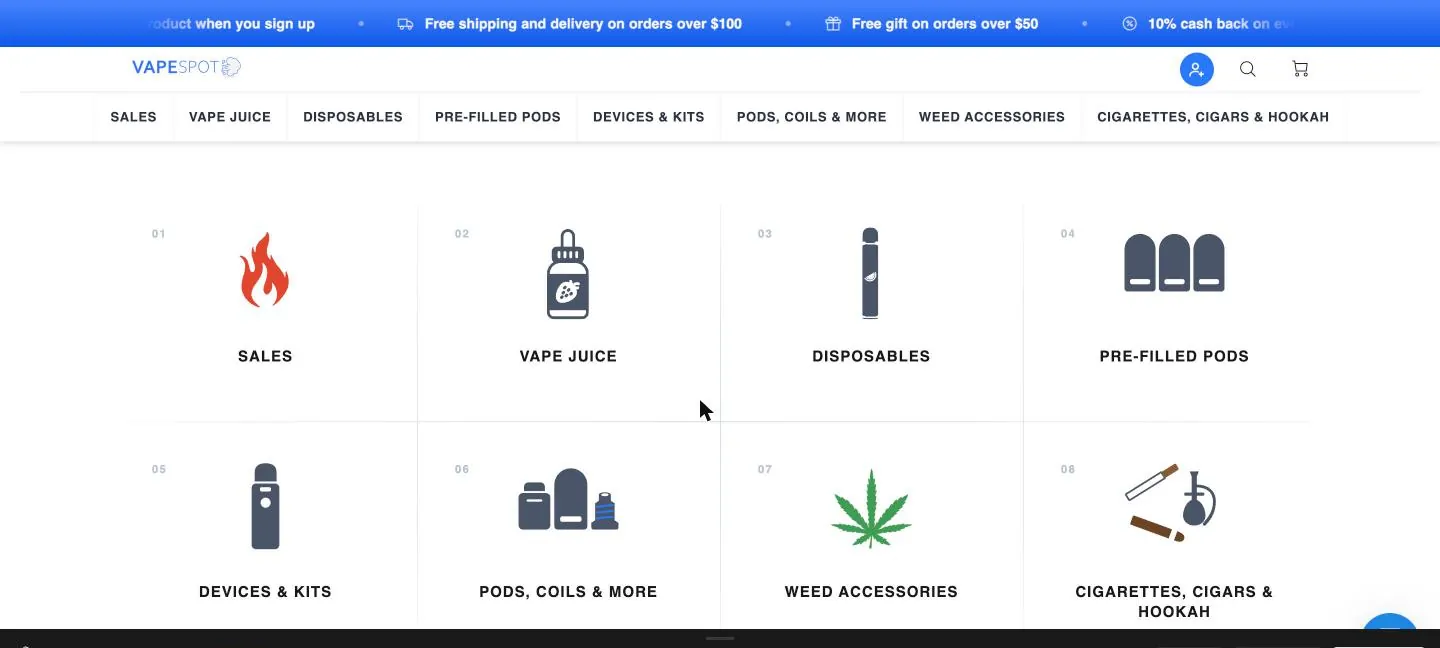 product when you sign up • Free shipping and delivery on orders over $100 • Free gift on orders over $50 • 10% cash back on
VAPESPOT
SALES VAPE JUICE DISPOSABLES PRE-FILLED PODS DEVICES & KITS PODS, COILS & MORE WEED ACCESSORIES CIGARETTES, CIGARS & HOOKAH
01 02 03 04
SALES VAPE JUICE DISPOSABLES PRE-FILLED PODS
05 06 07 08
DEVICES & KITS PODS, COILS & MORE WEED ACCESSORIES CIGARETTES, CIGARS &
HOOKAH